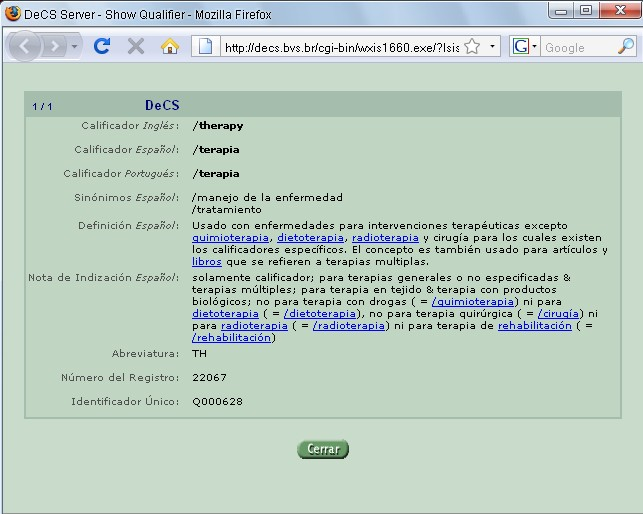 DeCS Server - Show Qualifier - Mozilla Firefox
http://decs.bvs.br/cgi-bin/wxis1660.exe/?Isis
G
Google
1 / 1 DeCS
Calificador Inglés: /therapy
Calificador Español: /terapia
Calificador Portugués: /terapia
Sinónimos Español: /manejo de la enfermedad
/tratamiento
Definición Español: Usado con enfermedades para intervenciones terapéuticas excepto
quimioterapia, dietoterapia, radioterapia y cirugía para los cuales existen
los calificadores específicos. El concepto es también usado para artículos y
libros que se refieren a terapias multiplas.
Nota de Indización Español: solamente calificador; para terapias generales o no especificadas &
terapias múltiples; para terapia en tejido & terapia con productos
biológicos; no para terapia con drogas ( = /quimioterapia) ni para
dietoterapia ( = /dietoterapia), no para terapia quirúrgica ( = /cirugía) ni
para radioterapia ( = /radioterapia) ni para terapia de rehabilitación ( =
/rehabilitación)
Abreviatura: TH
Número del Registro: 22067
Identificador Único: Q000628
Cerrar